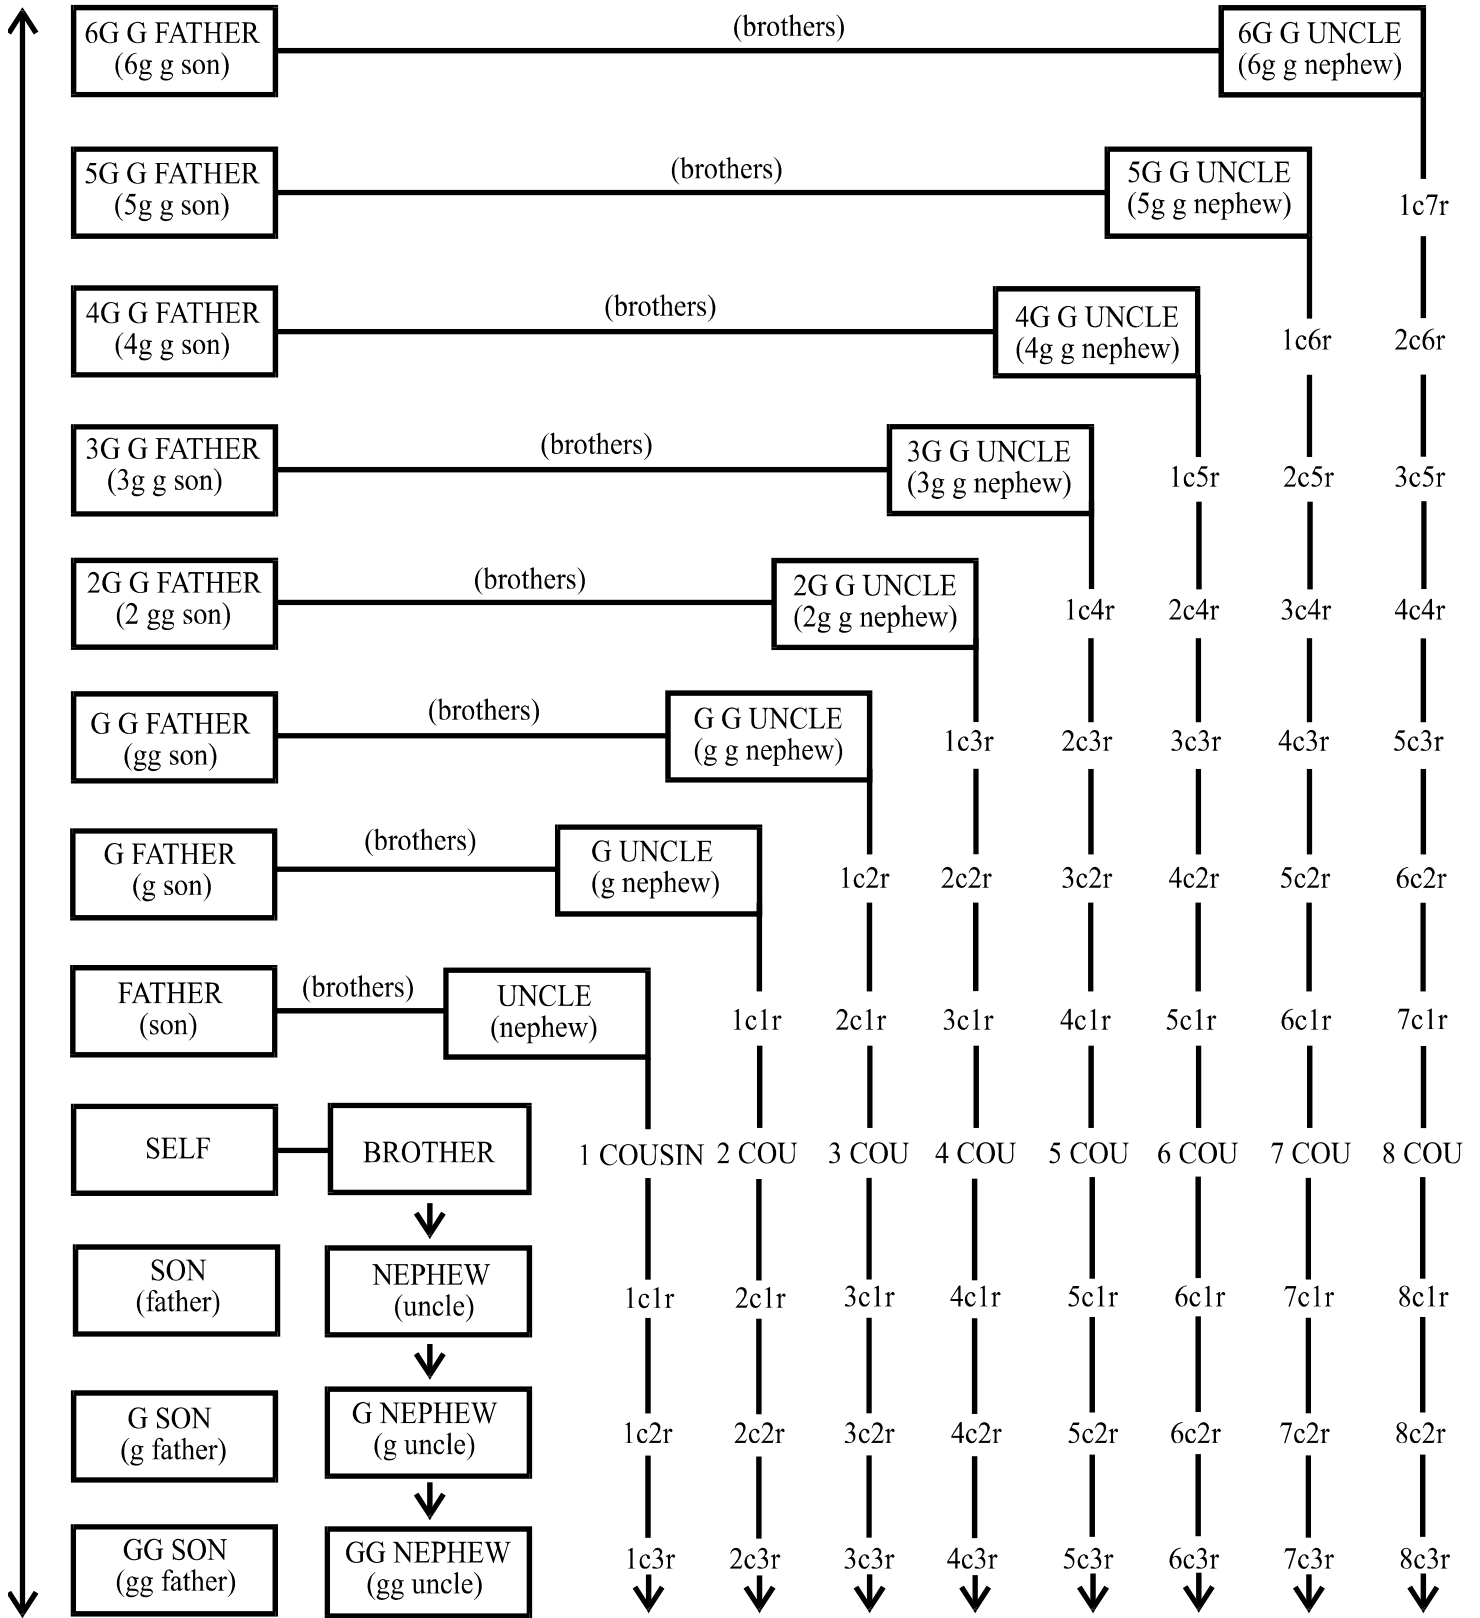 6G G FATHER
(6g g son)
(brothers)
6G G UNCLE
(6g g nephew)
5G G FATHER
(5g g son)
(brothers)
5G G UNCLE
(5g g nephew)
1c7r
4G G FATHER
(4g g son)
(brothers)
4G G UNCLE
(4g g nephew)
1c6r
2c6r
3G G FATHER
(3g g son)
(brothers)
3G G UNCLE
(3g g nephew)
1c5r
2c5r
3c5r
2G G FATHER
(2 gg son)
(brothers)
2G G UNCLE
(2g g nephew)
1c4r
2c4r
3c4r
4c4r
G G FATHER
(gg son)
(brothers)
G G UNCLE
(g g nephew)
1c3r
2c3r
3c3r
4c3r
5c3r
G FATHER
(g son)
(brothers)
G UNCLE
(g nephew)
1c2r
2c2r
3c2r
4c2r
5c2r
6c2r
FATHER
(son)
(brothers)
UNCLE
(nephew)
1c1r
2c1r
3c1r
4c1r
5c1r
6c1r
7c1r
SELF
BROTHER
1 COUSIN
2 COU
3 COU
4 COU
5 COU
6 COU
7 COU
8 COU
SON
(father)
NEPHEW
(uncle)
1c1r
2c1r
3c1r
4c1r
5c1r
6c1r
7c1r
8c1r
G SON
(g father)
G NEPHEW
(g uncle)
1c2r
2c2r
3c2r
4c2r
5c2r
6c2r
7c2r
8c2r
GG SON
(gg father)
GG NEPHEW
(gg uncle)
1c3r
2c3r
3c3r
4c3r
5c3r
6c3r
7c3r
8c3r